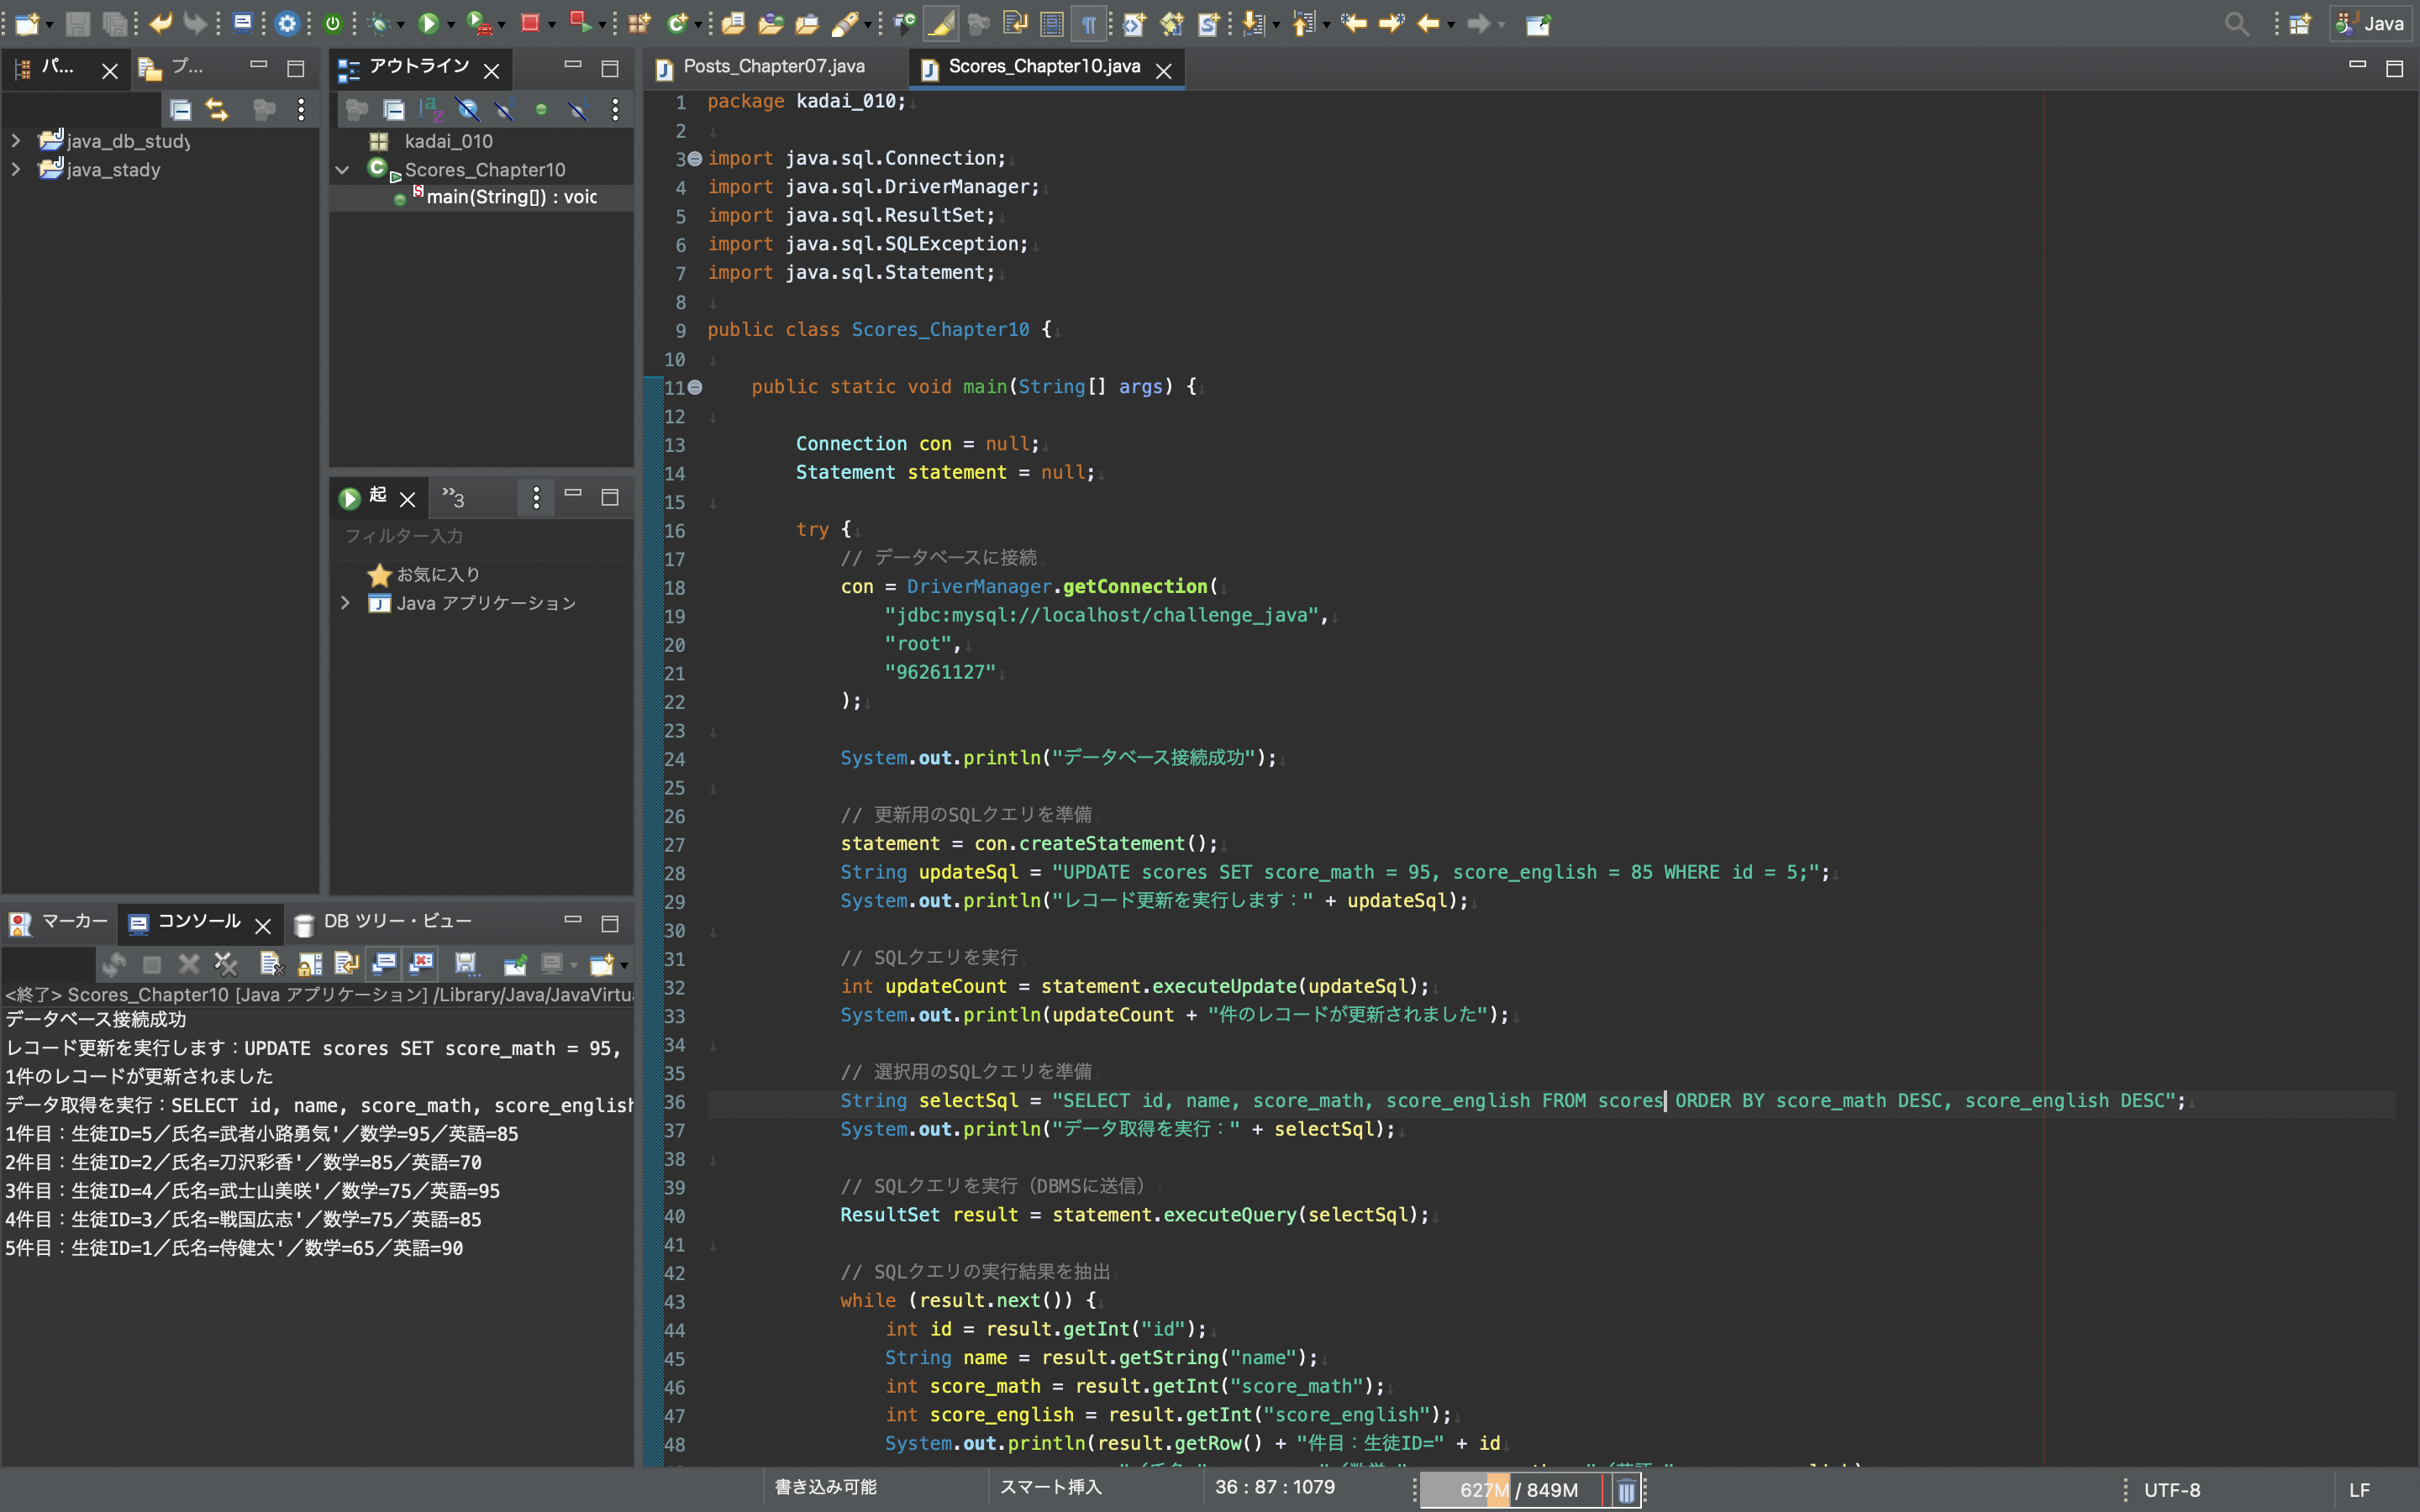 Java
パ...
プ...
java_db_study
java_stady
アウトライン
kadai_010
Scores_Chapter10
main(String[]) : voic
起
»3
フィルター入力
お気に入り
Java アプリケーション
マーカー
コンソール
DB ツリー・ビュー
<終了> Scores_Chapter10 [Java アプリケーション] /Library/Java/JavaVirtua
データベース接続成功
レコード更新を実行します：UPDATE scores SET score_math = 95,
1件のレコードが更新されました
データ取得を実行：SELECT id, name, score_math, score_english
1件目：生徒ID=5／氏名=武者小路勇気'／数学=95／英語=85
2件目：生徒ID=2／氏名=刀沢彩香'／数学=85／英語=70
3件目：生徒ID=4／氏名=武士山美咲'／数学=75／英語=95
4件目：生徒ID=3／氏名=戦国広志'／数学=75／英語=85
5件目：生徒ID=1／氏名=侍健太'／数学=65／英語=90
Posts_Chapter07.java
Scores_Chapter10.java
1 package kadai_010;
2
3 import java.sql.Connection;
4 import java.sql.DriverManager;
5 import java.sql.ResultSet;
6 import java.sql.SQLException;
7 import java.sql.Statement;
8
9 public class Scores_Chapter10 {
10
11 public static void main(String[] args) {
12
13 Connection con = null;
14 Statement statement = null;
15
16 try {
17 // データベースに接続
18 con = DriverManager.getConnection(
19 "jdbc:mysql://localhost/challenge_java",
20 "root",
21 "96261127"
22 );
23
24 System.out.println("データベース接続成功");
25
26 // 更新用のSQLクエリを準備
27 statement = con.createStatement();
28 String updateSql = "UPDATE scores SET score_math = 95, score_english = 85 WHERE id = 5;";
29 System.out.println("レコード更新を実行します：" + updateSql);
30
31 // SQLクエリを実行
32 int updateCount = statement.executeUpdate(updateSql);
33 System.out.println(updateCount + "件のレコードが更新されました");
34
35 // 選択用のSQLクエリを準備
36 String selectSql = "SELECT id, name, score_math, score_english FROM scores ORDER BY score_math DESC, score_english DESC";
37 System.out.println("データ取得を実行：" + selectSql);
38
39 // SQLクエリを実行（DBMSに送信）
40 ResultSet result = statement.executeQuery(selectSql);
41
42 // SQLクエリの実行結果を抽出
43 while (result.next()) {
44 int id = result.getInt("id");
45 String name = result.getString("name");
46 int score_math = result.getInt("score_math");
47 int score_english = result.getInt("score_english");
48 System.out.println(result.getRow() + "件目：生徒ID=" + id
書き込み可能
スマート挿入
36 : 87 : 1079
627M / 849M
UTF-8
LF